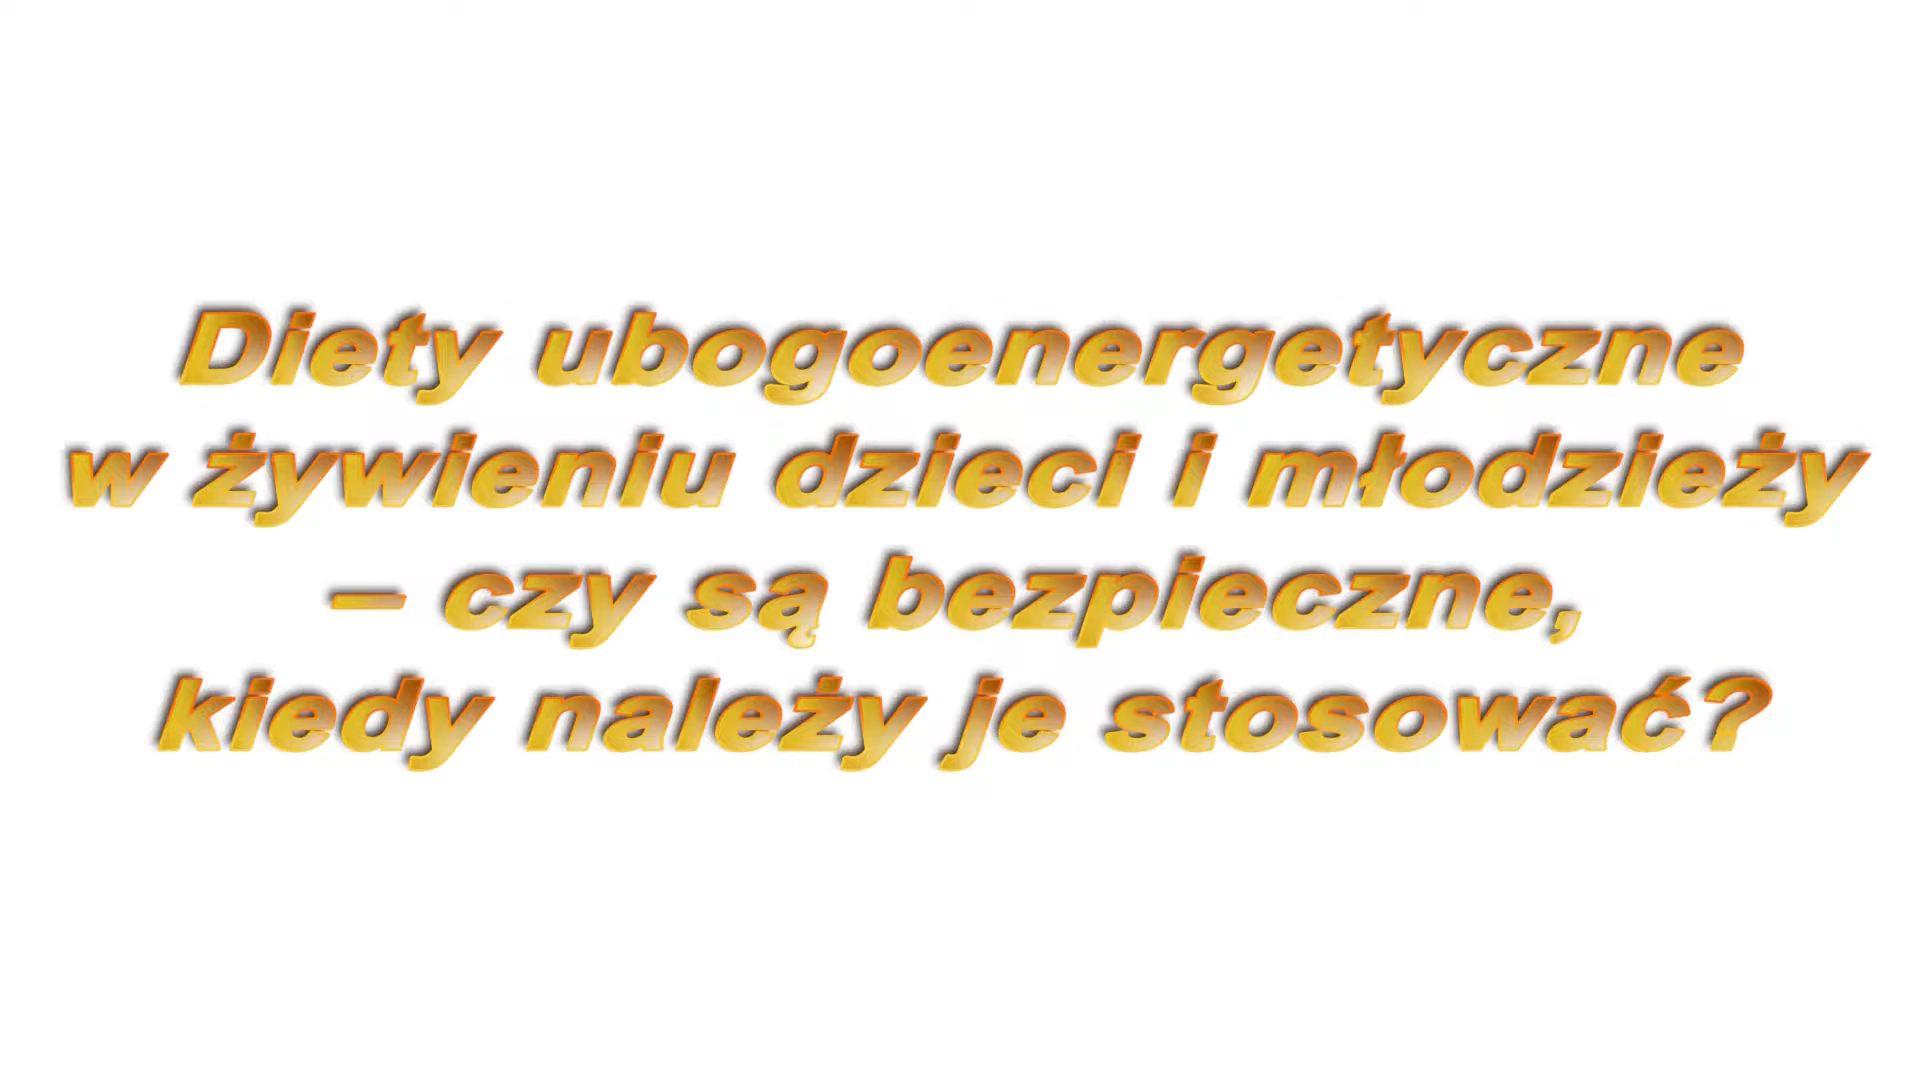 Diety ubogoenergetyczne
w żywieniu dzieci i młodzieży
– czy są bezpieczne,
kiedy należy je stosować?